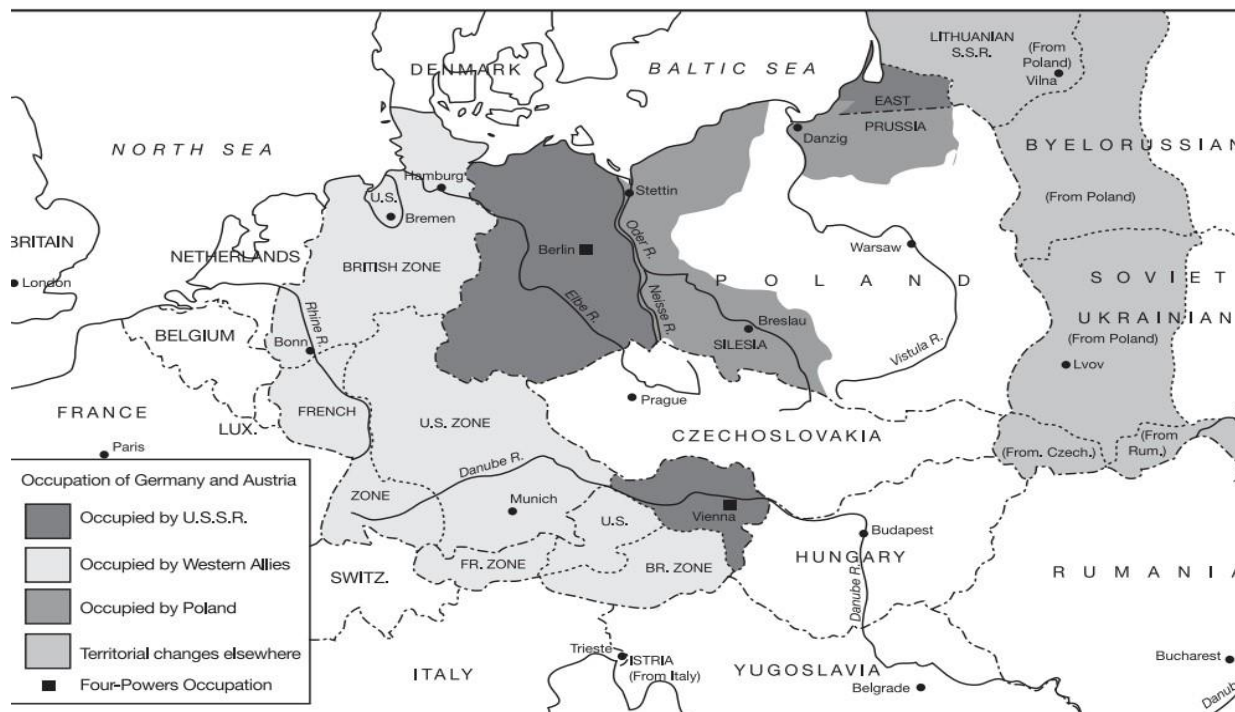 LITHUANIAN
S.S.R.
(From
Poland)
Vilna
DENMARK
BALTIC SEA
EAST
PRUSSIA
Danzig
NORTH SEA
BYELORUSSIAN
Hamburg
Stettin
(From Poland)
U.S.
Bremen
Oder R.
BRITAIN
NETHERLANDS
Berlin
Warsaw
London
BRITISH ZONE
POLAND
SOVIET
Elbe R.
Neisse R.
Rhine R.
BELGIUM
Breslau
UKRAINIAN
Bonn
SILESIA
(From Poland)
Vistula R.
Lvov
FRANCE
FRENCH
Prague
LUX.
U.S. ZONE
CZECHOSLOVAKIA
Paris
(From. Czech.)
(From
Rum.)
Danube R.
Occupation of Germany and Austria
ZONE
Munich
Occupied by U.S.S.R.
U.S.
Vienna
Budapest
Occupied by Western Allies
HUNGARY
SWITZ.
FR. ZONE
BR. ZONE
RUMANIA
Occupied by Poland
Danube R.
Territorial changes elsewhere
Trieste
ISTRIA
(From Italy)
ITALY
YUGOSLAVIA
Bucharest
Four-Powers Occupation
Belgrade
Danub